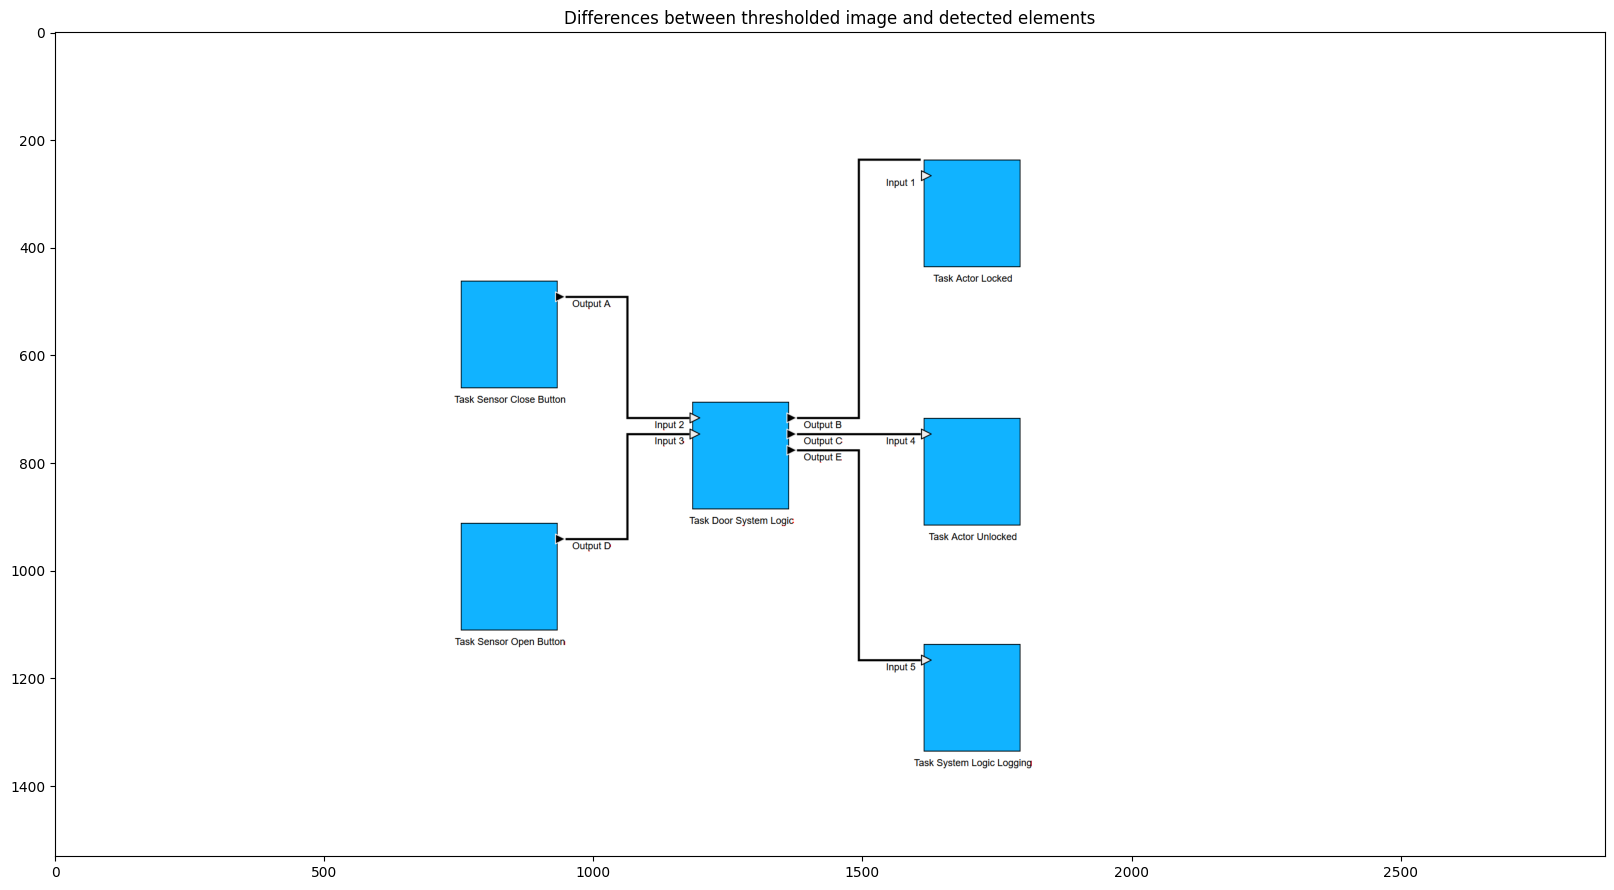 Differences between thresholded image and detected elements
0
200
400
600
800
1000
1200
1400
Input 1
Task Actor Locked
Output A
Task Sensor Close Button
Input 2
Input 3
Output B
Output C
Output E
Input 4
Task Door System Logic
Task Actor Unlocked
Output D
Task Sensor Open Button
Input 5
Task System Logic Logging
0
500
1000
1500
2000
2500